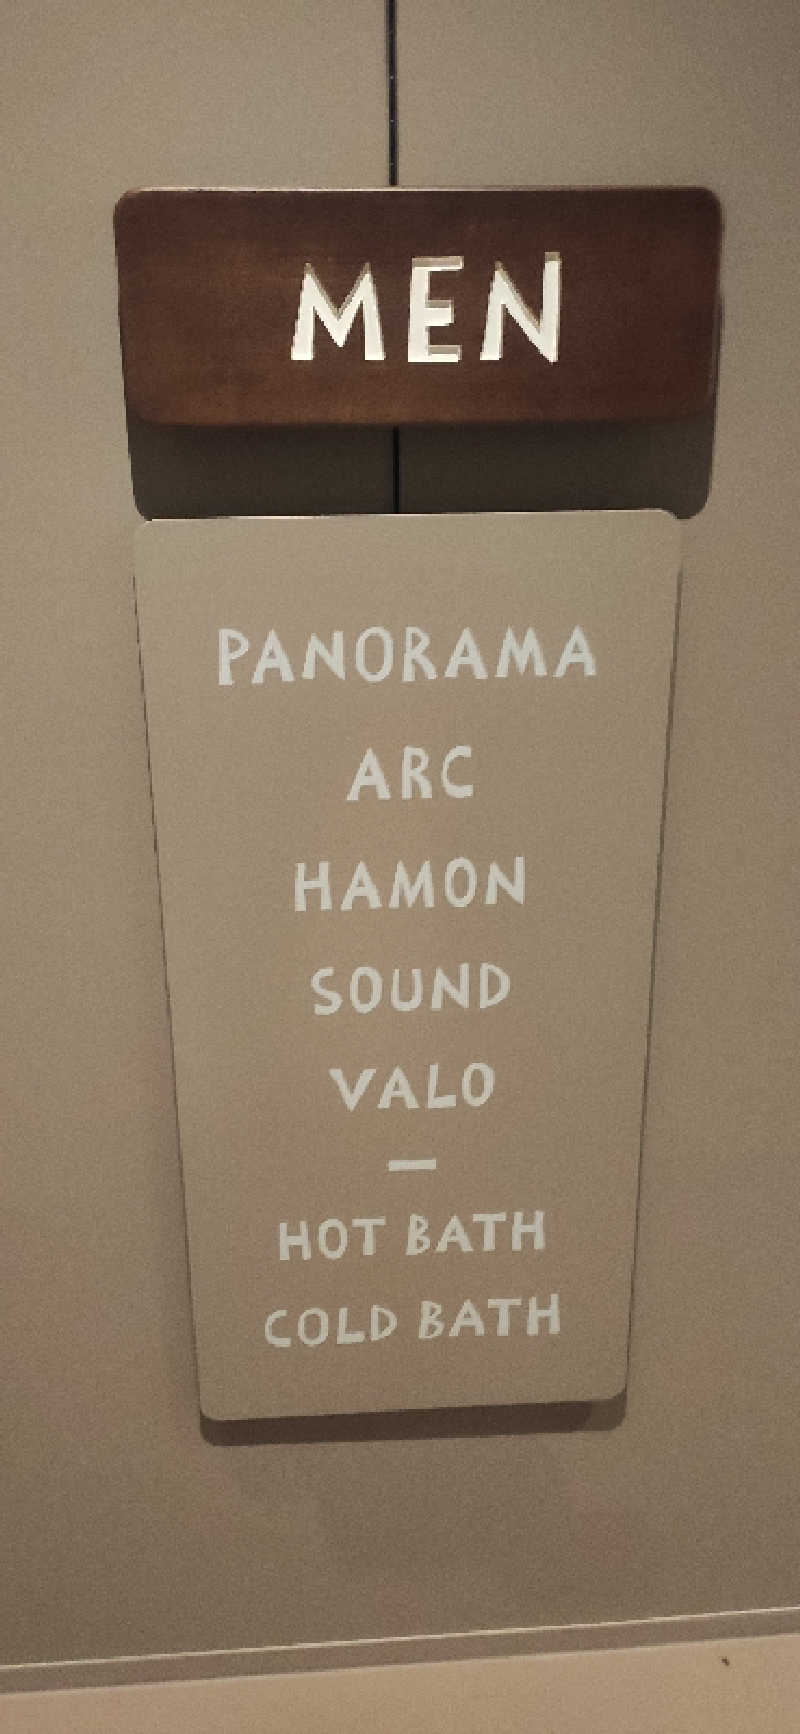 MEN
PANORAMA
ARC
HAMON
SOUND
VALO
—
HOT BATH
COLD BATH